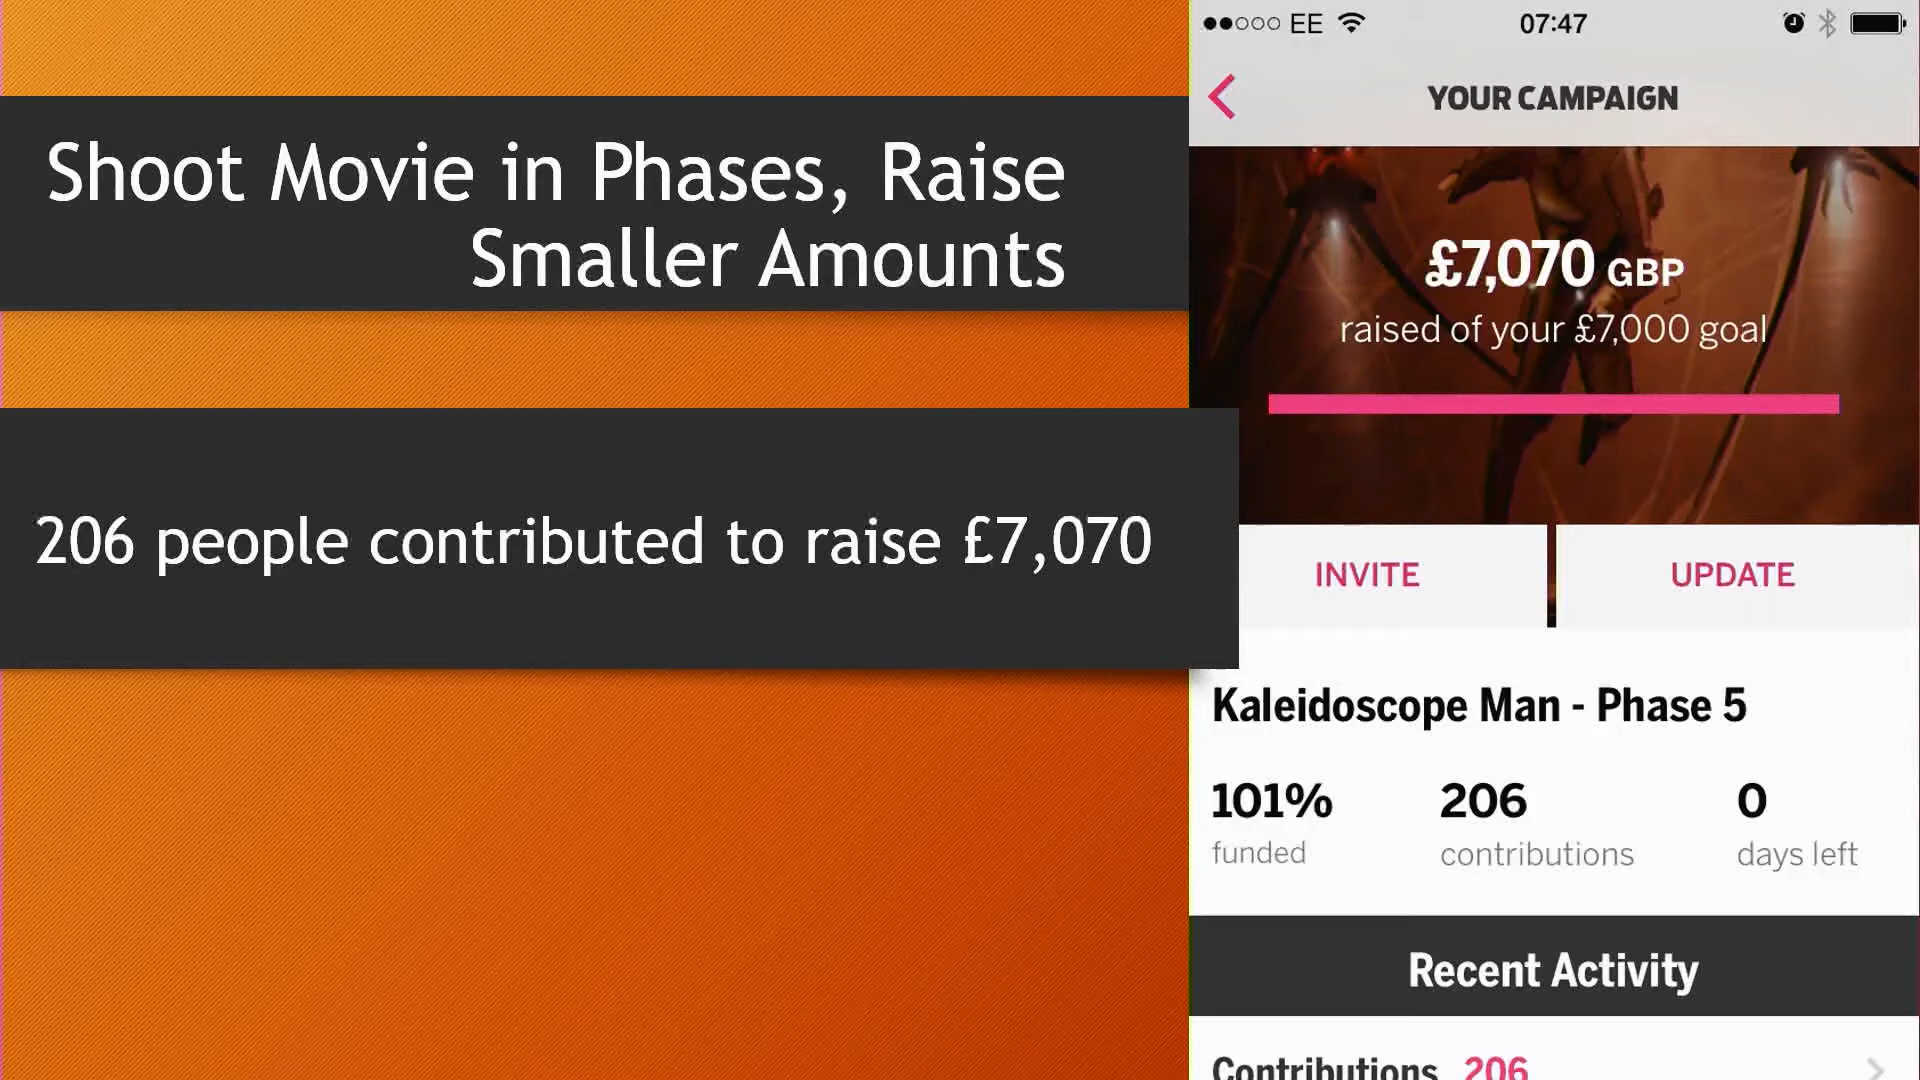 Shoot Movie in Phases, Raise
Smaller Amounts
206 people contributed to raise £7,070
EE 07:47
YOUR CAMPAIGN
£7,070 GBP
raised of your £7,000 goal
INVITE UPDATE
Kaleidoscope Man - Phase 5
101% 206 0
funded contributions days left
Recent Activity
Contributions 206